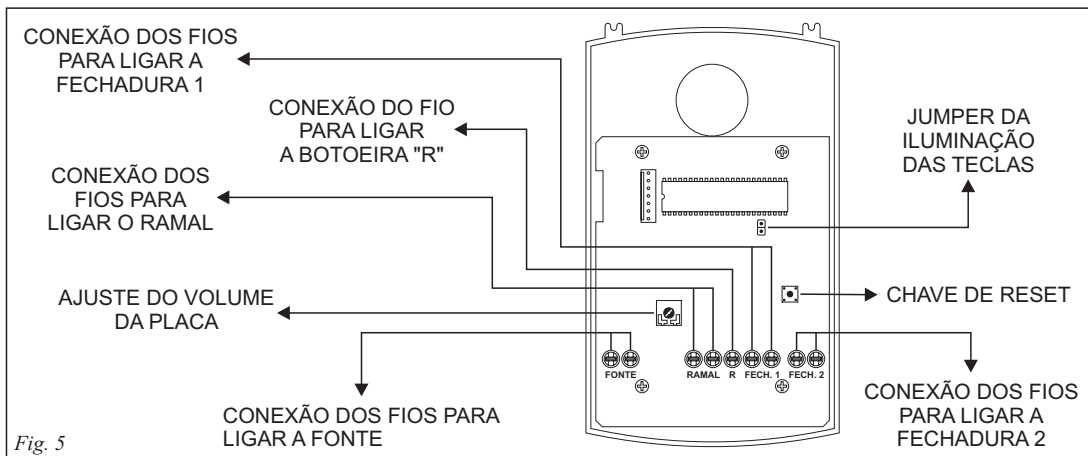 CONEXÃO DOS FIOS
PARA LIGAR A
FECHADURA 1
CONEXÃO DO FIO
PARA LIGAR
A BOTOEIRA "R"
CONEXÃO DOS
FIOS PARA
LIGAR O RAMAL
AJUSTE DO VOLUME
DA PLACA
CONEXÃO DOS FIOS PARA
LIGAR A FONTE
JUMPER DA
ILUMINAÇÃO
DAS TECLAS
CHAVE DE RESET
CONEXÃO DOS FIOS
PARA LIGAR A
FECHADURA 2
FONTE RAMAL R FECH. 1 FECH. 2
Fig. 5